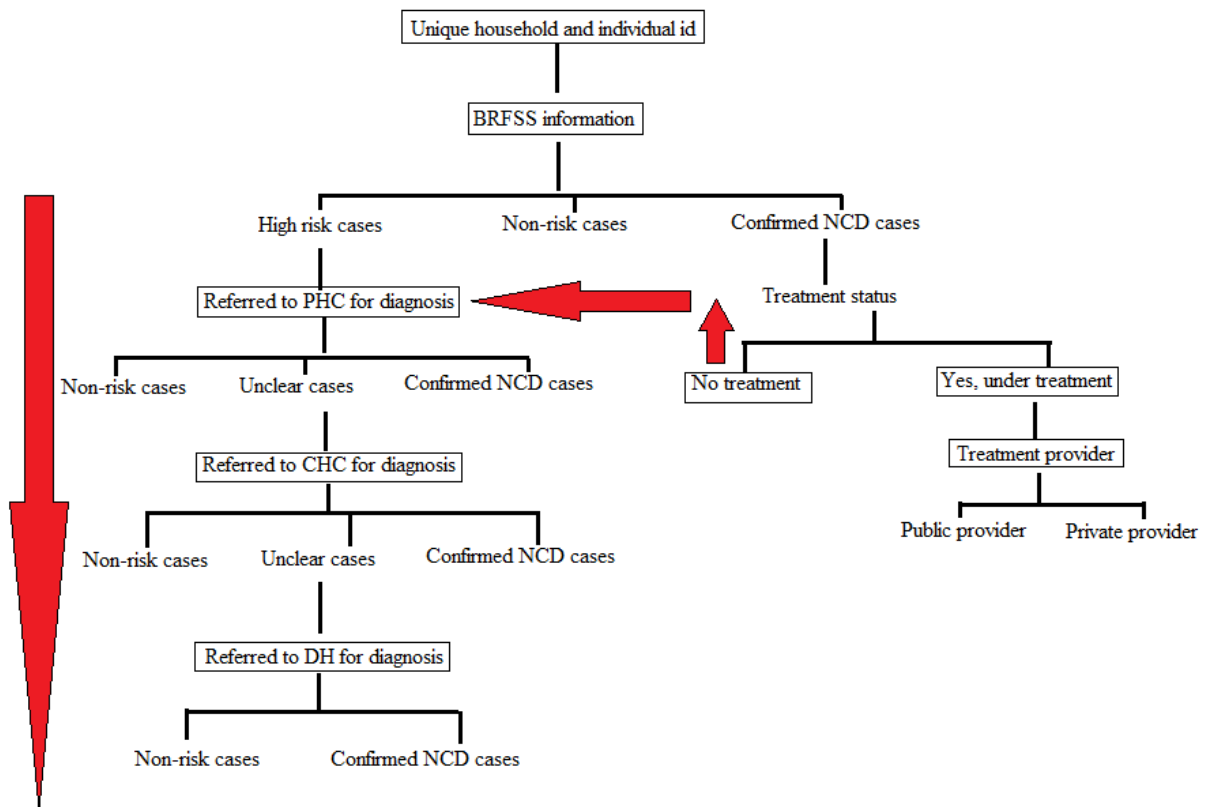 Unique household and individual id
BRFSS information
High risk cases
Non-risk cases
Confirmed NCD cases
Referred to PHC for diagnosis
Treatment status
Non-risk cases
Unclear cases
Confirmed NCD cases
No treatment
Yes, under treatment
Referred to CHC for diagnosis
Treatment provider
Non-risk cases
Unclear cases
Confirmed NCD cases
Public provider
Private provider
Referred to DH for diagnosis
Non-risk cases
Confirmed NCD cases